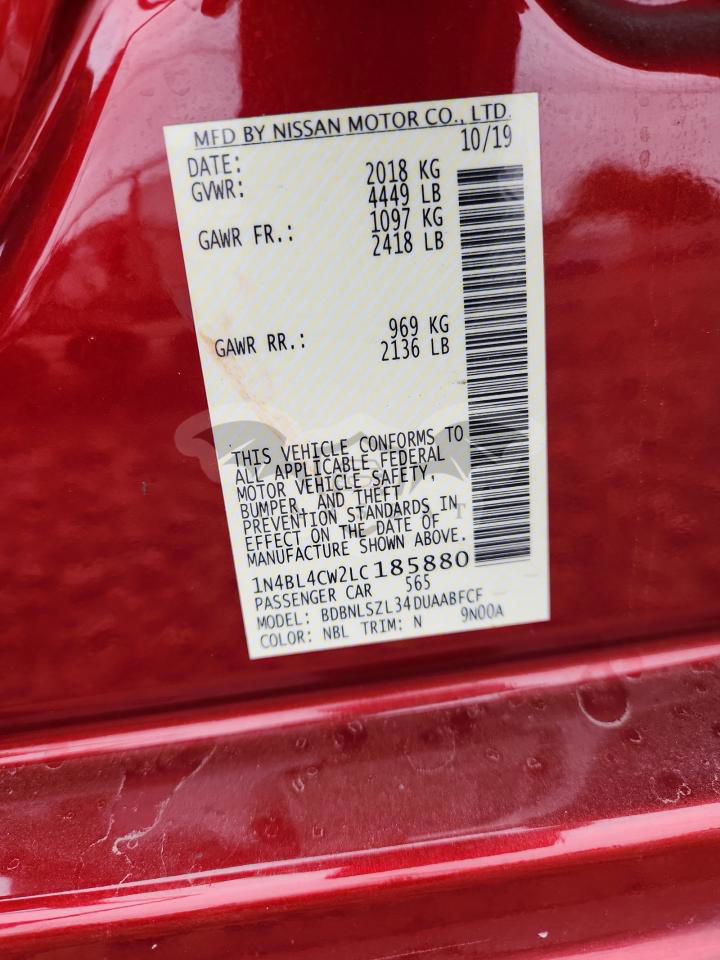 MFD BY NISSAN MOTOR CO., LTD.
DATE: 10/19
GVWR: 2018 KG
4449 LB
GAWR FR.: 1097 KG
2418 LB
GAWR RR.: 969 KG
2136 LB
THIS VEHICLE CONFORMS TO
ALL APPLICABLE FEDERAL
MOTOR VEHICLE SAFETY,
BUMPER, AND THEFT
PREVENTION STANDARDS IN
EFFECT ON THE DATE OF
MANUFACTURE SHOWN ABOVE.
T
1N4BL4CW2LC185880
PASSENGER CAR 565
MODEL: BDBNLSZL34DUAABFCF
COLOR: NBL TRIM: N 9N00A